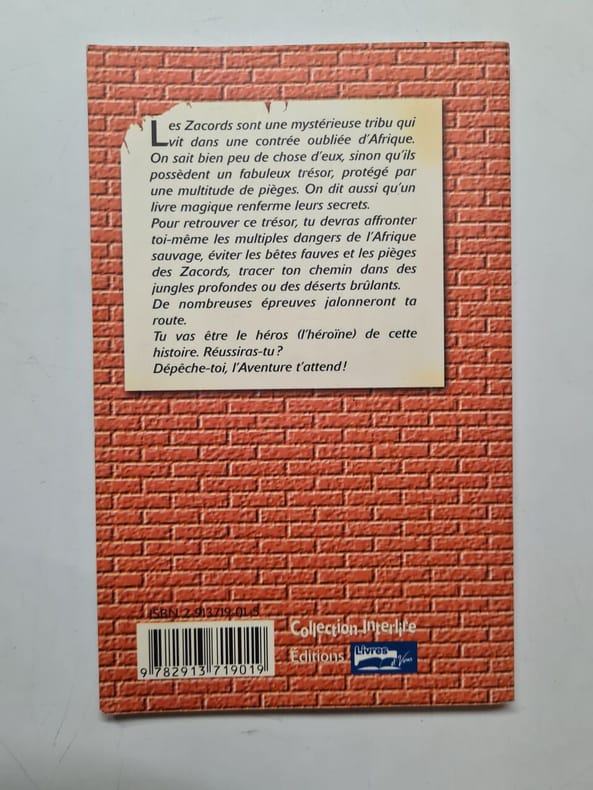 Les Zacords sont une mystérieuse tribu qui
vit dans une contrée oubliée d'Afrique.
On sait bien peu de chose d'eux, sinon qu'ils
possèdent un fabuleux trésor, protégé par
une multitude de pièges. On dit aussi qu'un
livre magique renferme leurs secrets.
Pour retrouver ce trésor, tu devras affronter
toi-même les multiples dangers de l'Afrique
sauvage, éviter les bêtes fauves et les pièges
des Zacords, tracer ton chemin dans des
jungles profondes ou des déserts brûlants.
De nombreuses épreuves jalonneront ta
route.
Tu vas être le héros (l'héroïne) de cette
histoire. Réussiras-tu ?
Dépêche-toi, l'Aventure t'attend !
ISBN 2-913719-01-5
9 782913 719019
Collection Interlire
Éditions
Livres